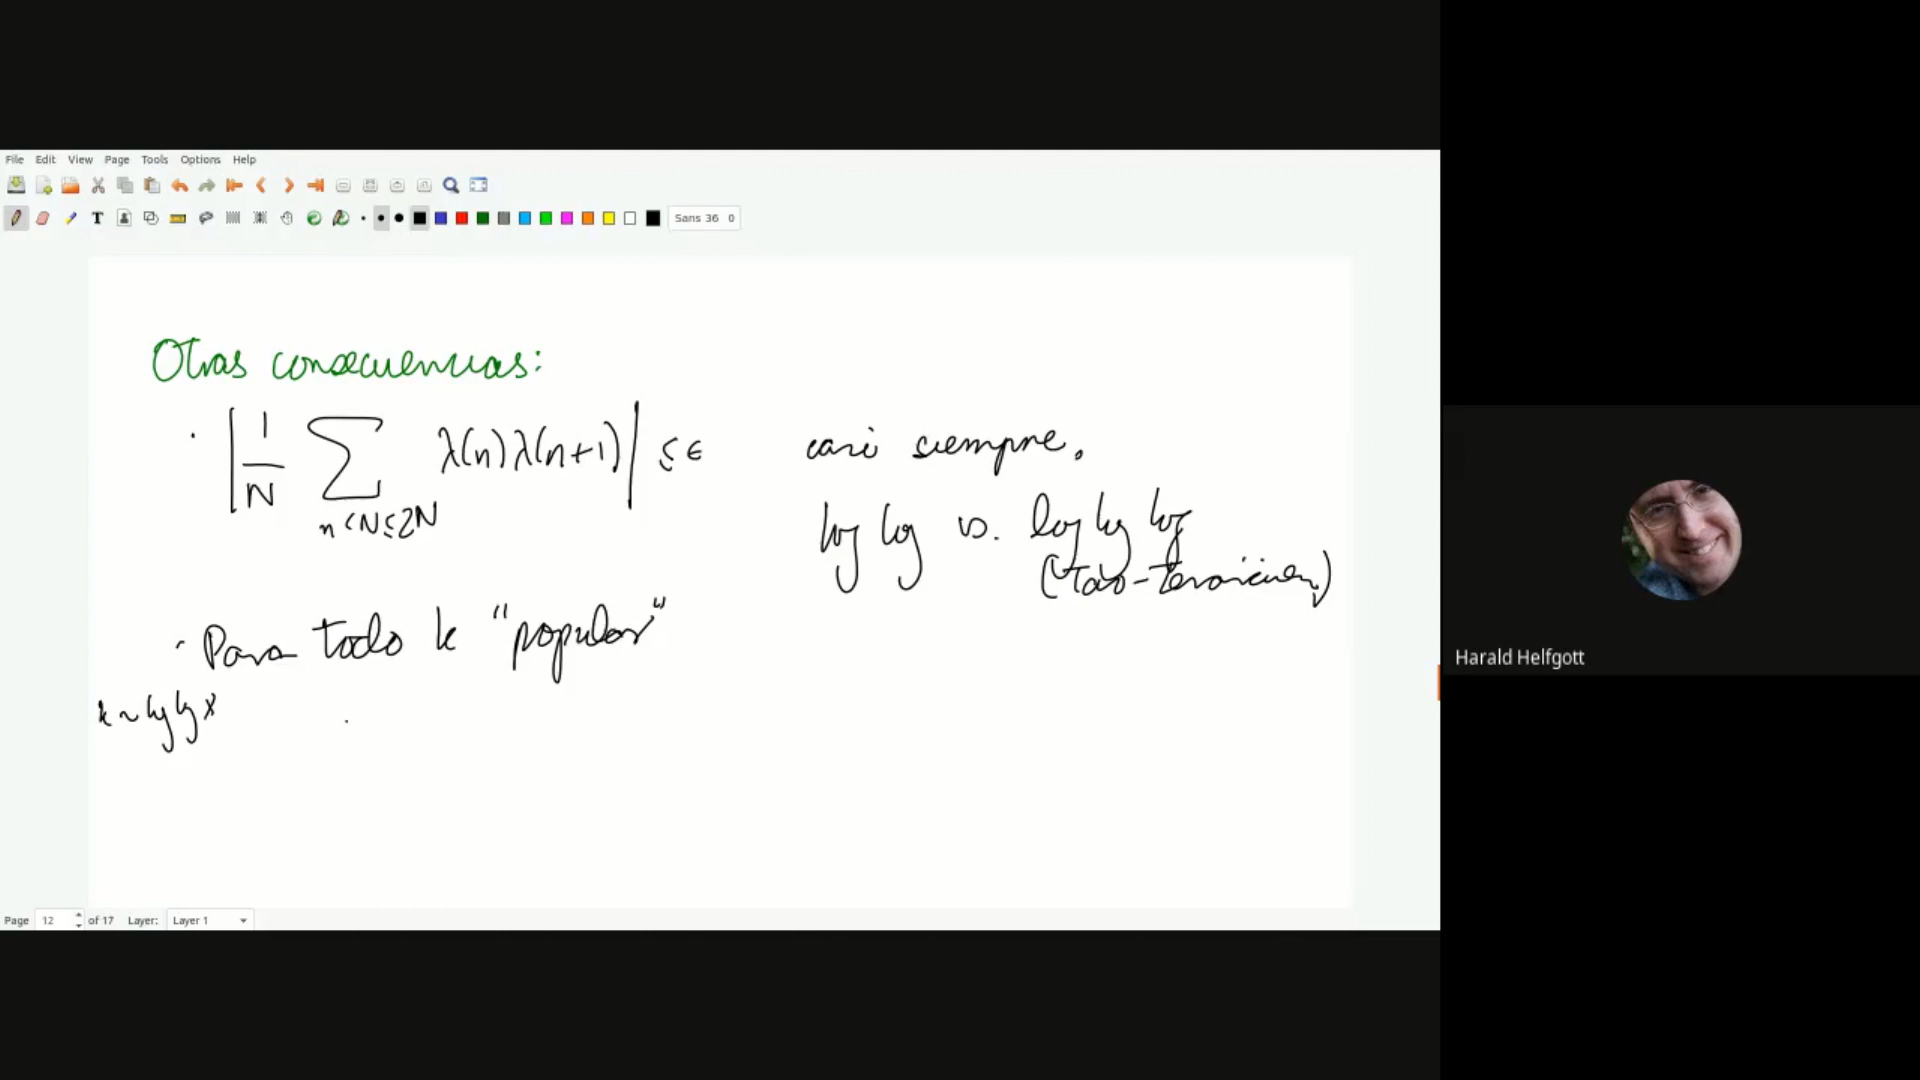 File Edit View Page Tools Options Help
Sans 36 0
Otras consecuencias:
· | 1/N ∑ λ(n)λ(n+1) | ≤ ε casi siempre.
n<N≤2N
log log vs. log log log
(Tao-Teräväinen)
· Para todo k "popular"
k ~ log log x
Page 12 of 17 Layer: Layer 1
Harald Helfgott